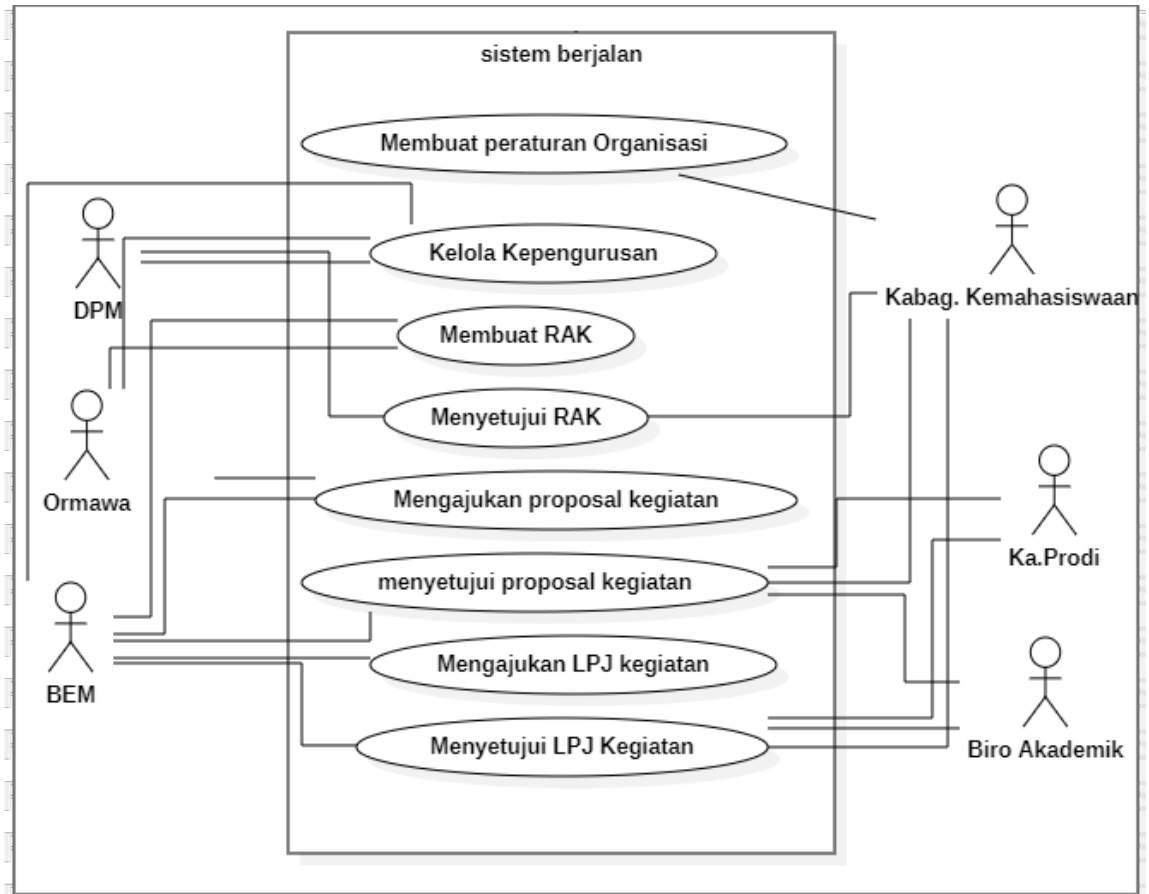 sistem berjalan
Membuat peraturan Organisasi
Kelola Kepengurusan
DPM
Kabag. Kemahasiswaan
Membuat RAK
Menyetujui RAK
Ormawa
Mengajukan proposal kegiatan
Ka.Prodi
menyetujui proposal kegiatan
Mengajukan LPJ kegiatan
BEM
Menyetujui LPJ Kegiatan
Biro Akademik